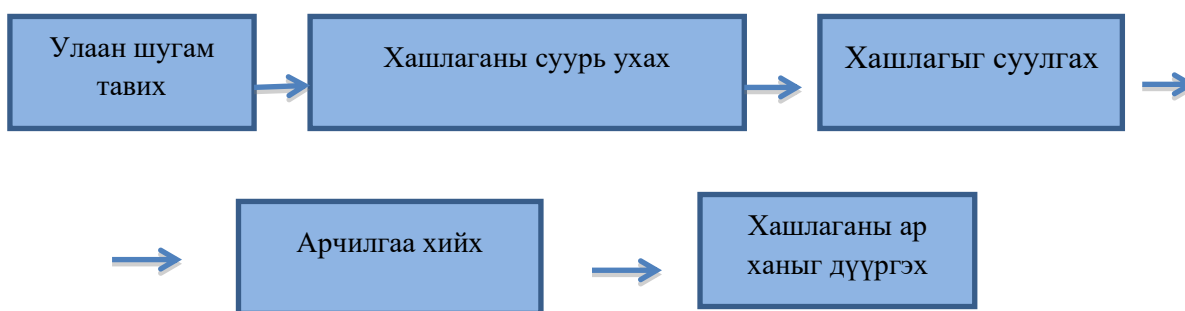 Улаан шугам
тавих
Хашлаганы суурь ухах
Хашлагыг суулгах
Арчилгаа хийх
Хашлаганы ар
ханыг дүүргэх